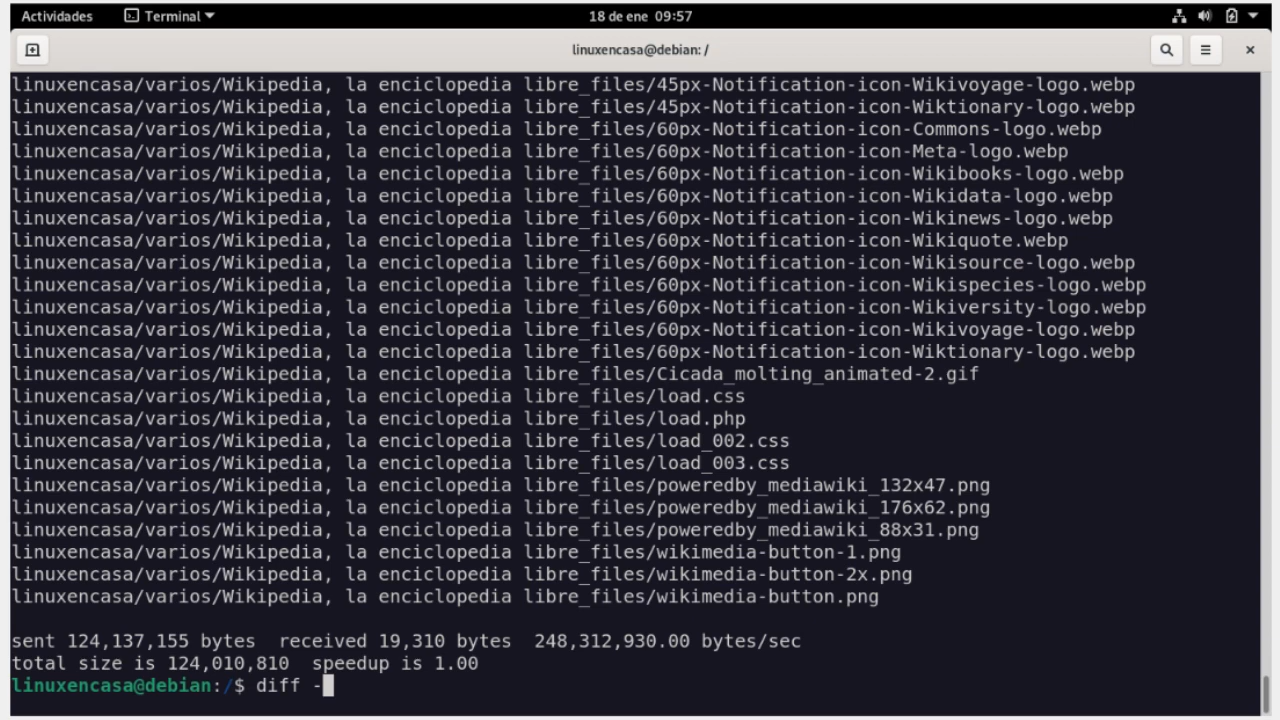 Actividades Terminal 18 de ene 09:57
linuxencasa@debian: /
linuxencasa/varios/Wikipedia, la enciclopedia libre_files/45px-Notification-icon-Wikivoyage-logo.webp
linuxencasa/varios/Wikipedia, la enciclopedia libre_files/45px-Notification-icon-Wiktionary-logo.webp
linuxencasa/varios/Wikipedia, la enciclopedia libre_files/60px-Notification-icon-Commons-logo.webp
linuxencasa/varios/Wikipedia, la enciclopedia libre_files/60px-Notification-icon-Meta-logo.webp
linuxencasa/varios/Wikipedia, la enciclopedia libre_files/60px-Notification-icon-Wikibooks-logo.webp
linuxencasa/varios/Wikipedia, la enciclopedia libre_files/60px-Notification-icon-Wikidata-logo.webp
linuxencasa/varios/Wikipedia, la enciclopedia libre_files/60px-Notification-icon-Wikinews-logo.webp
linuxencasa/varios/Wikipedia, la enciclopedia libre_files/60px-Notification-icon-Wikiquote.webp
linuxencasa/varios/Wikipedia, la enciclopedia libre_files/60px-Notification-icon-Wikisource-logo.webp
linuxencasa/varios/Wikipedia, la enciclopedia libre_files/60px-Notification-icon-Wikispecies-logo.webp
linuxencasa/varios/Wikipedia, la enciclopedia libre_files/60px-Notification-icon-Wikiversity-logo.webp
linuxencasa/varios/Wikipedia, la enciclopedia libre_files/60px-Notification-icon-Wikivoyage-logo.webp
linuxencasa/varios/Wikipedia, la enciclopedia libre_files/60px-Notification-icon-Wiktionary-logo.webp
linuxencasa/varios/Wikipedia, la enciclopedia libre_files/Cicada_molting_animated-2.gif
linuxencasa/varios/Wikipedia, la enciclopedia libre_files/load.css
linuxencasa/varios/Wikipedia, la enciclopedia libre_files/load.php
linuxencasa/varios/Wikipedia, la enciclopedia libre_files/load_002.css
linuxencasa/varios/Wikipedia, la enciclopedia libre_files/load_003.css
linuxencasa/varios/Wikipedia, la enciclopedia libre_files/poweredby_mediawiki_132x47.png
linuxencasa/varios/Wikipedia, la enciclopedia libre_files/poweredby_mediawiki_176x62.png
linuxencasa/varios/Wikipedia, la enciclopedia libre_files/poweredby_mediawiki_88x31.png
linuxencasa/varios/Wikipedia, la enciclopedia libre_files/wikimedia-button-1.png
linuxencasa/varios/Wikipedia, la enciclopedia libre_files/wikimedia-button-2x.png
linuxencasa/varios/Wikipedia, la enciclopedia libre_files/wikimedia-button.png
sent 124,137,155 bytes  received 19,310 bytes  248,312,930.00 bytes/sec
total size is 124,010,810  speedup is 1.00
linuxencasa@debian:/$ diff -